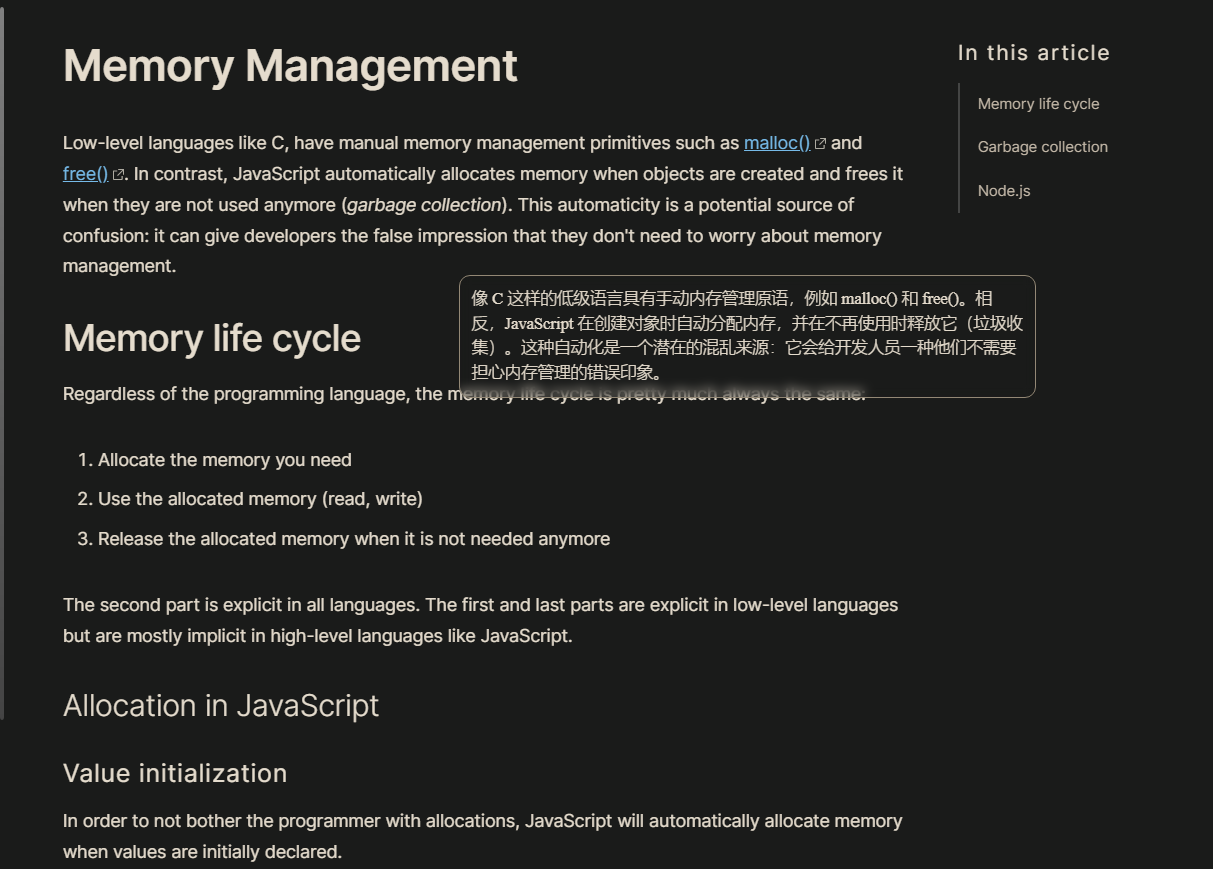 Memory Management
Low-level languages like C, have manual memory management primitives such as malloc() and
free(). In contrast, JavaScript automatically allocates memory when objects are created and frees it
when they are not used anymore (garbage collection). This automaticity is a potential source of
confusion: it can give developers the false impression that they don't need to worry about memory
management.
像 C 这样的低级语言具有手动内存管理原语，例如 malloc() 和 free()。相
反，JavaScript 在创建对象时自动分配内存，并在不再使用时释放它（垃圾收
集）。这种自动化是一个潜在的混乱来源：它会给开发人员一种他们不需要
担心内存管理的错误印象。
Memory life cycle
Regardless of the programming language, the memory life cycle is pretty much always the same:
1. Allocate the memory you need
2. Use the allocated memory (read, write)
3. Release the allocated memory when it is not needed anymore
The second part is explicit in all languages. The first and last parts are explicit in low-level languages
but are mostly implicit in high-level languages like JavaScript.
Allocation in JavaScript
Value initialization
In order to not bother the programmer with allocations, JavaScript will automatically allocate memory
when values are initially declared.
In this article
Memory life cycle
Garbage collection
Node.js